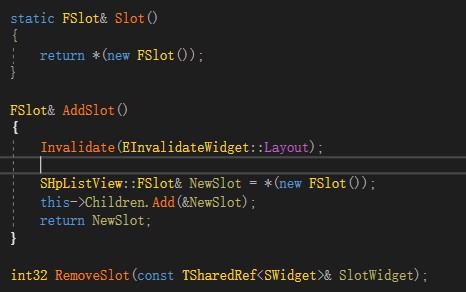 static FSlot& Slot()
{
return *(new FSlot());
}
FSlot& AddSlot()
{
Invalidate(EInvalidateWidget::Layout);
SHpListView::FSlot& NewSlot = *(new FSlot());
this->Children.Add(&NewSlot);
return NewSlot;
}
int32 RemoveSlot(const TSharedRef<SWidget>& SlotWidget);